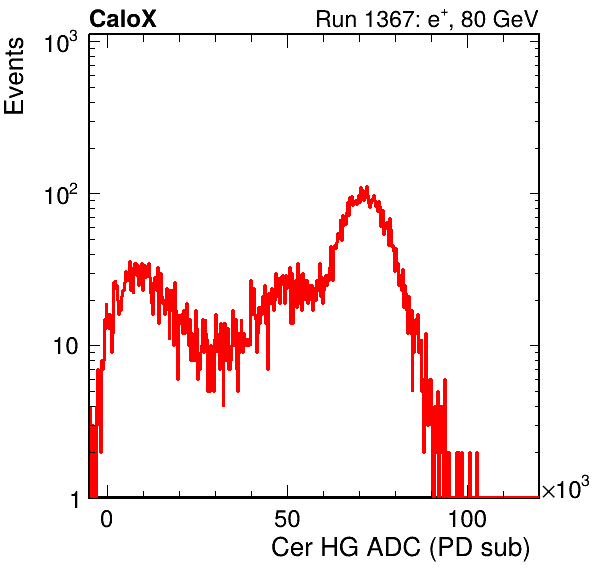 CaloX Run 1367: e⁺, 80 GeV
Events
10³
10²
10
1
0 50 100 ×10³
Cer HG ADC (PD sub)